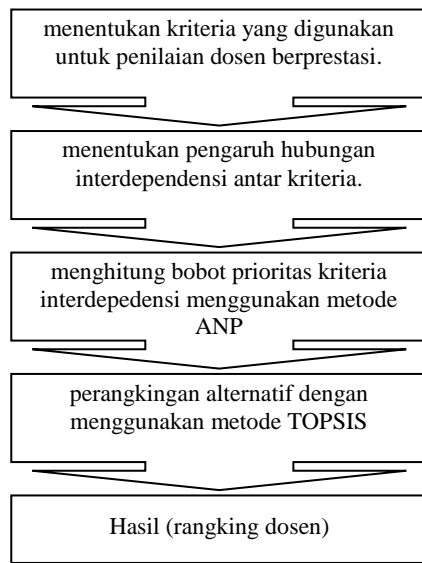 menentukan kriteria yang digunakan
untuk penilaian dosen berprestasi.
menentukan pengaruh hubungan
interdependensi antar kriteria.
menghitung bobot prioritas kriteria
interdepedensi menggunakan metode
ANP
perangkingan alternatif dengan
menggunakan metode TOPSIS
Hasil (rangking dosen)